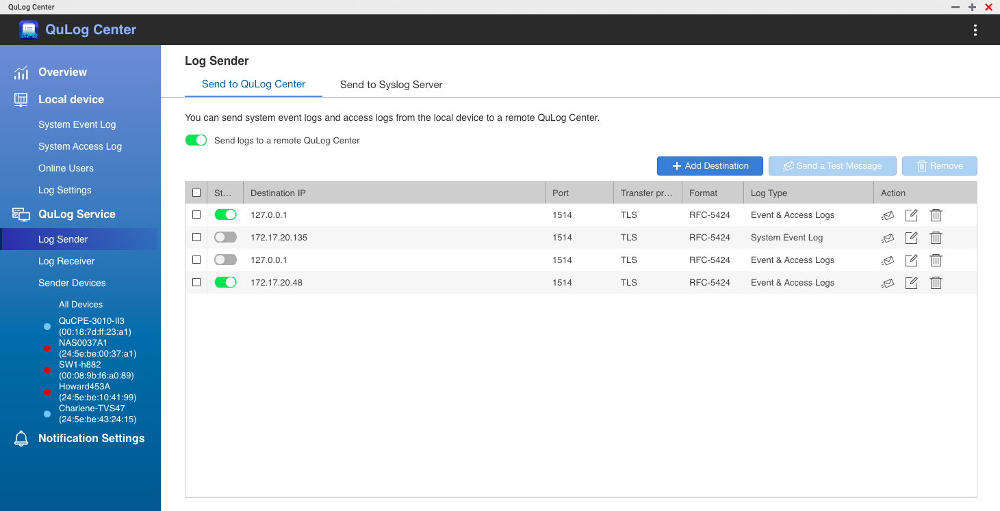 QuLog Center
QuLog Center
Overview
Local device
System Event Log
System Access Log
Online Users
Log Settings
QuLog Service
Log Sender
Log Receiver
Sender Devices
All Devices
QuCPE-3010-II3
(00:18:7d:ff:23:a1)
NAS0037A1
(24:5e:be:00:37:a1)
SW1-h882
(00:08:9b:f6:a0:89)
Howard453A
(24:5e:be:10:41:99)
Charlene-TVS47
(24:5e:be:43:24:15)
Notification Settings
Log Sender
Send to QuLog Center Send to Syslog Server
You can send system event logs and access logs from the local device to a remote QuLog Center.
Send logs to a remote QuLog Center
Add Destination Send a Test Message Remove
St... Destination IP Port Transfer pr... Format Log Type Action
127.0.0.1 1514 TLS RFC-5424 Event & Access Logs
172.17.20.135 1514 TLS RFC-5424 System Event Log
127.0.0.1 1514 TLS RFC-5424 Event & Access Logs
172.17.20.48 1514 TLS RFC-5424 Event & Access Logs